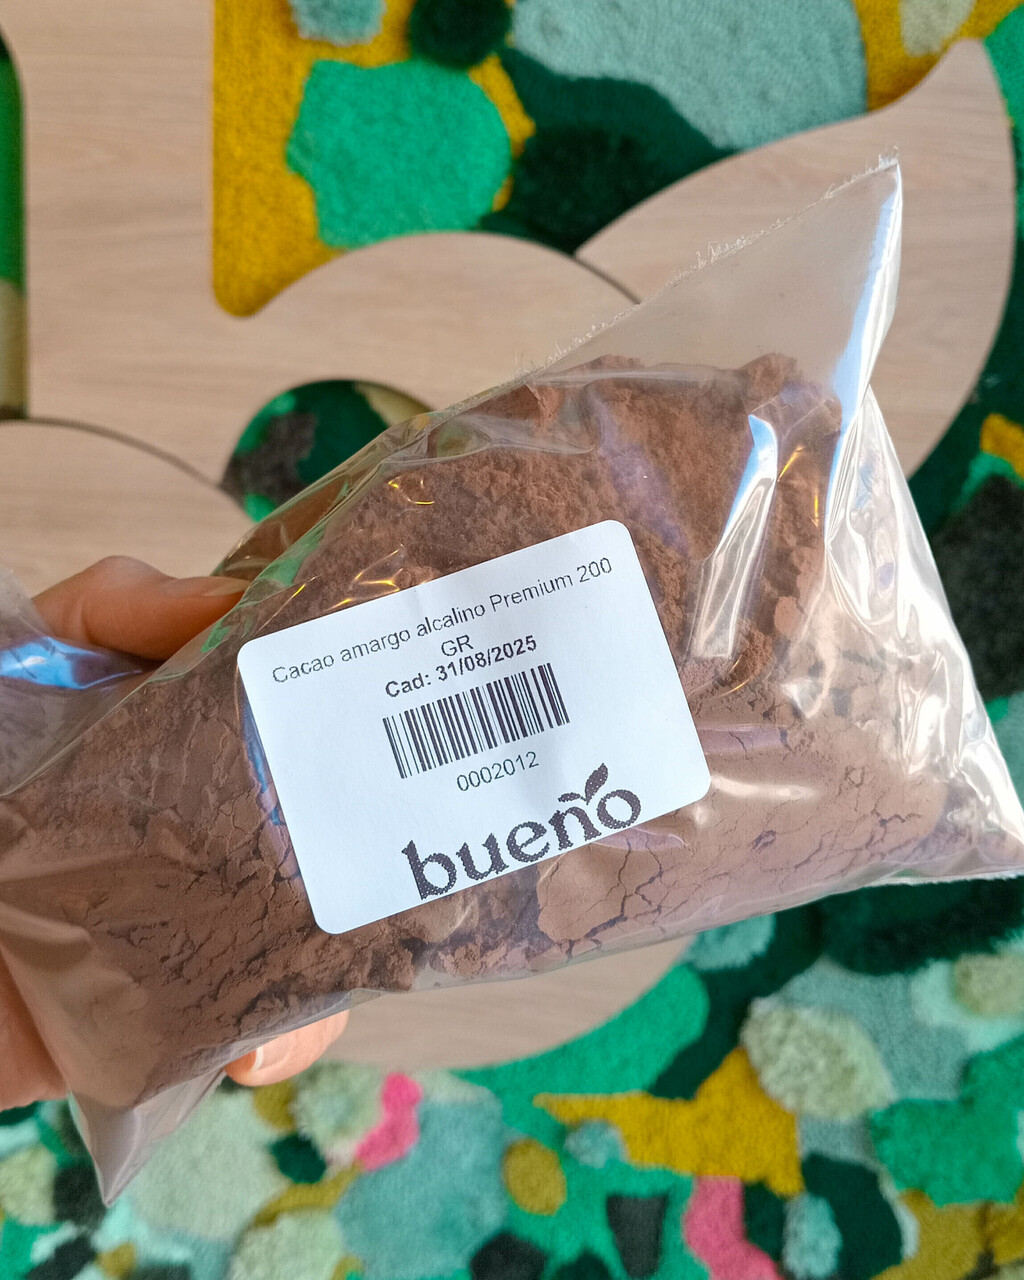 Cacao amargo alcalino Premium 200
GR
Cad: 31/08/2025
0002012
bueño